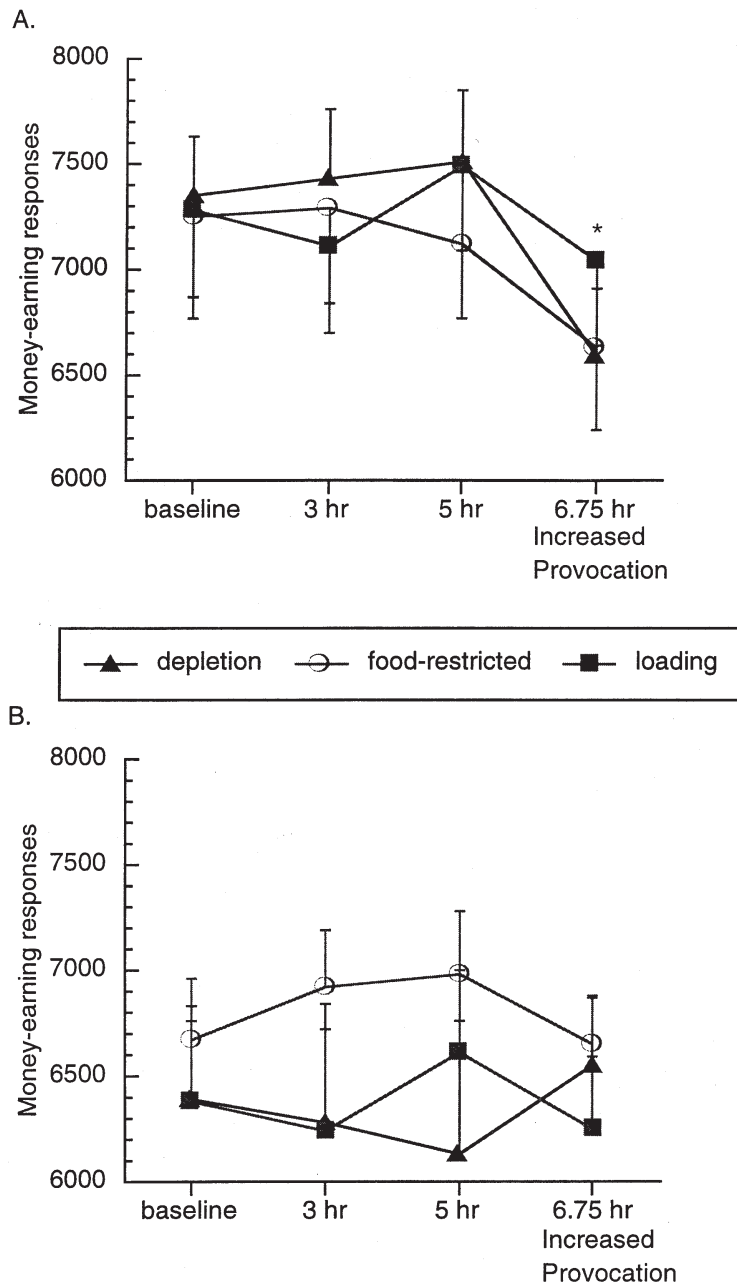 A.
Money-earning responses
8000
7500
7000
6500
6000
*
baseline 3 hr 5 hr 6.75 hr
Increased
Provocation
depletion food-restricted loading
B.
Money-earning responses
8000
7500
7000
6500
6000
baseline 3 hr 5 hr 6.75 hr
Increased
Provocation